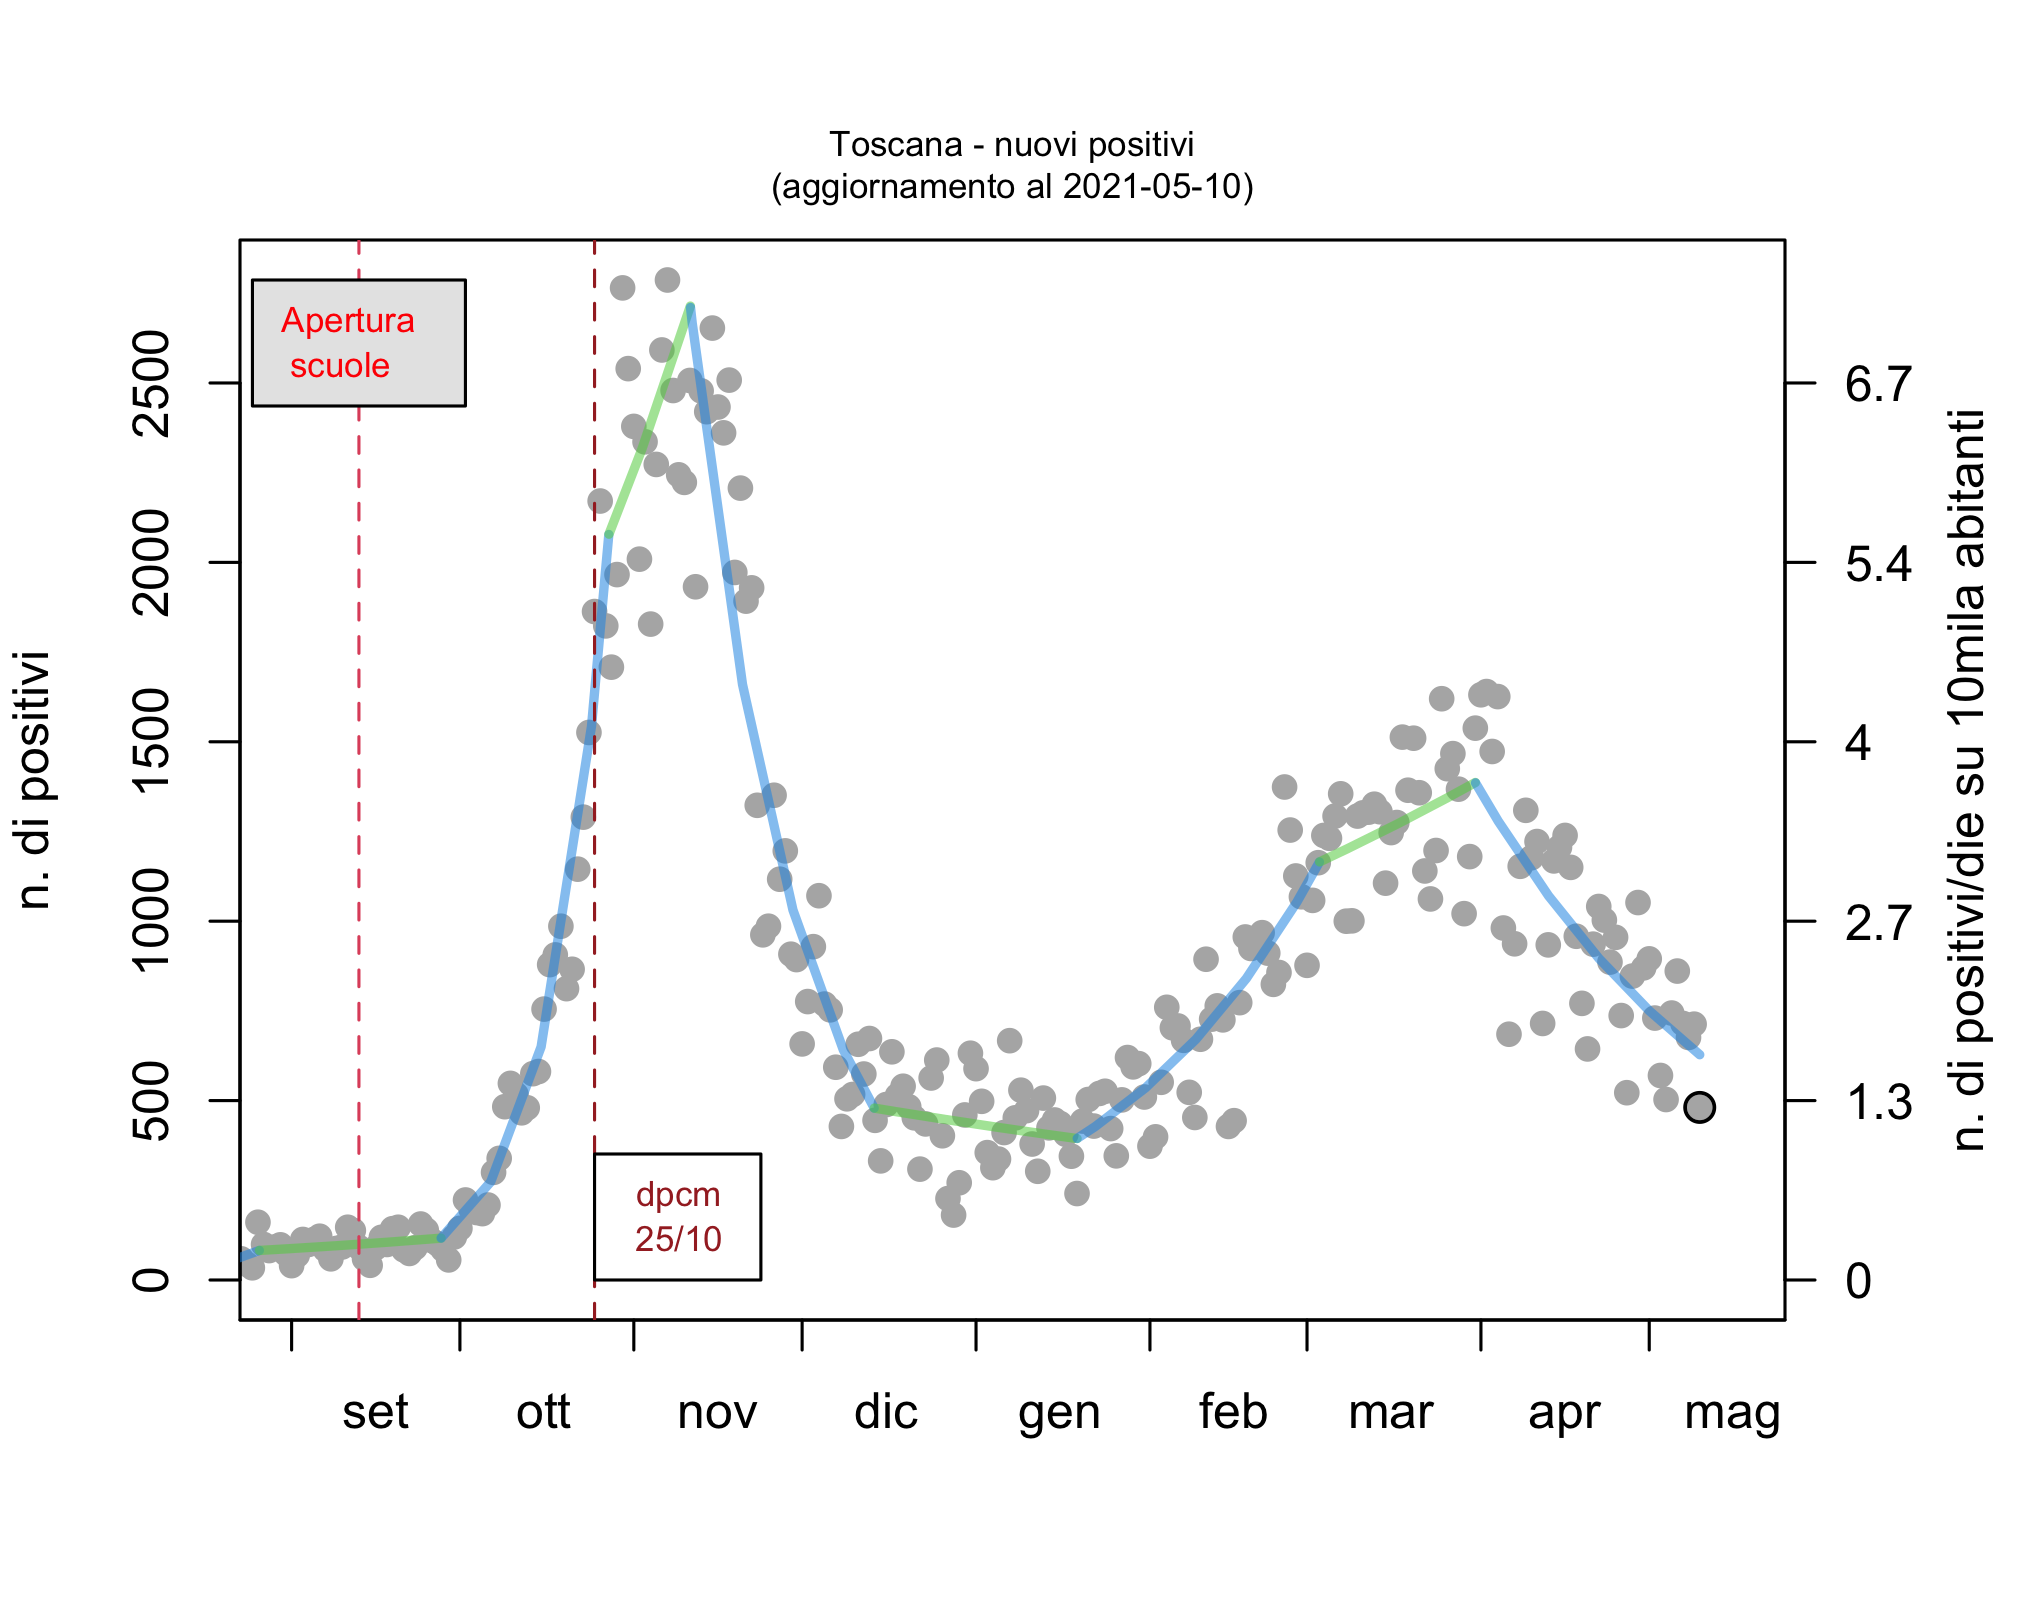 Toscana - nuovi positivi
(aggiornamento al 2021-05-10)
Apertura
scuole
dpcm
25/10
n. di positivi
2500
2000
1500
1000
500
0
6.7
5.4
4
2.7
1.3
0
n. di positivi/die su 10mila abitanti
set ott nov dic gen feb mar apr mag